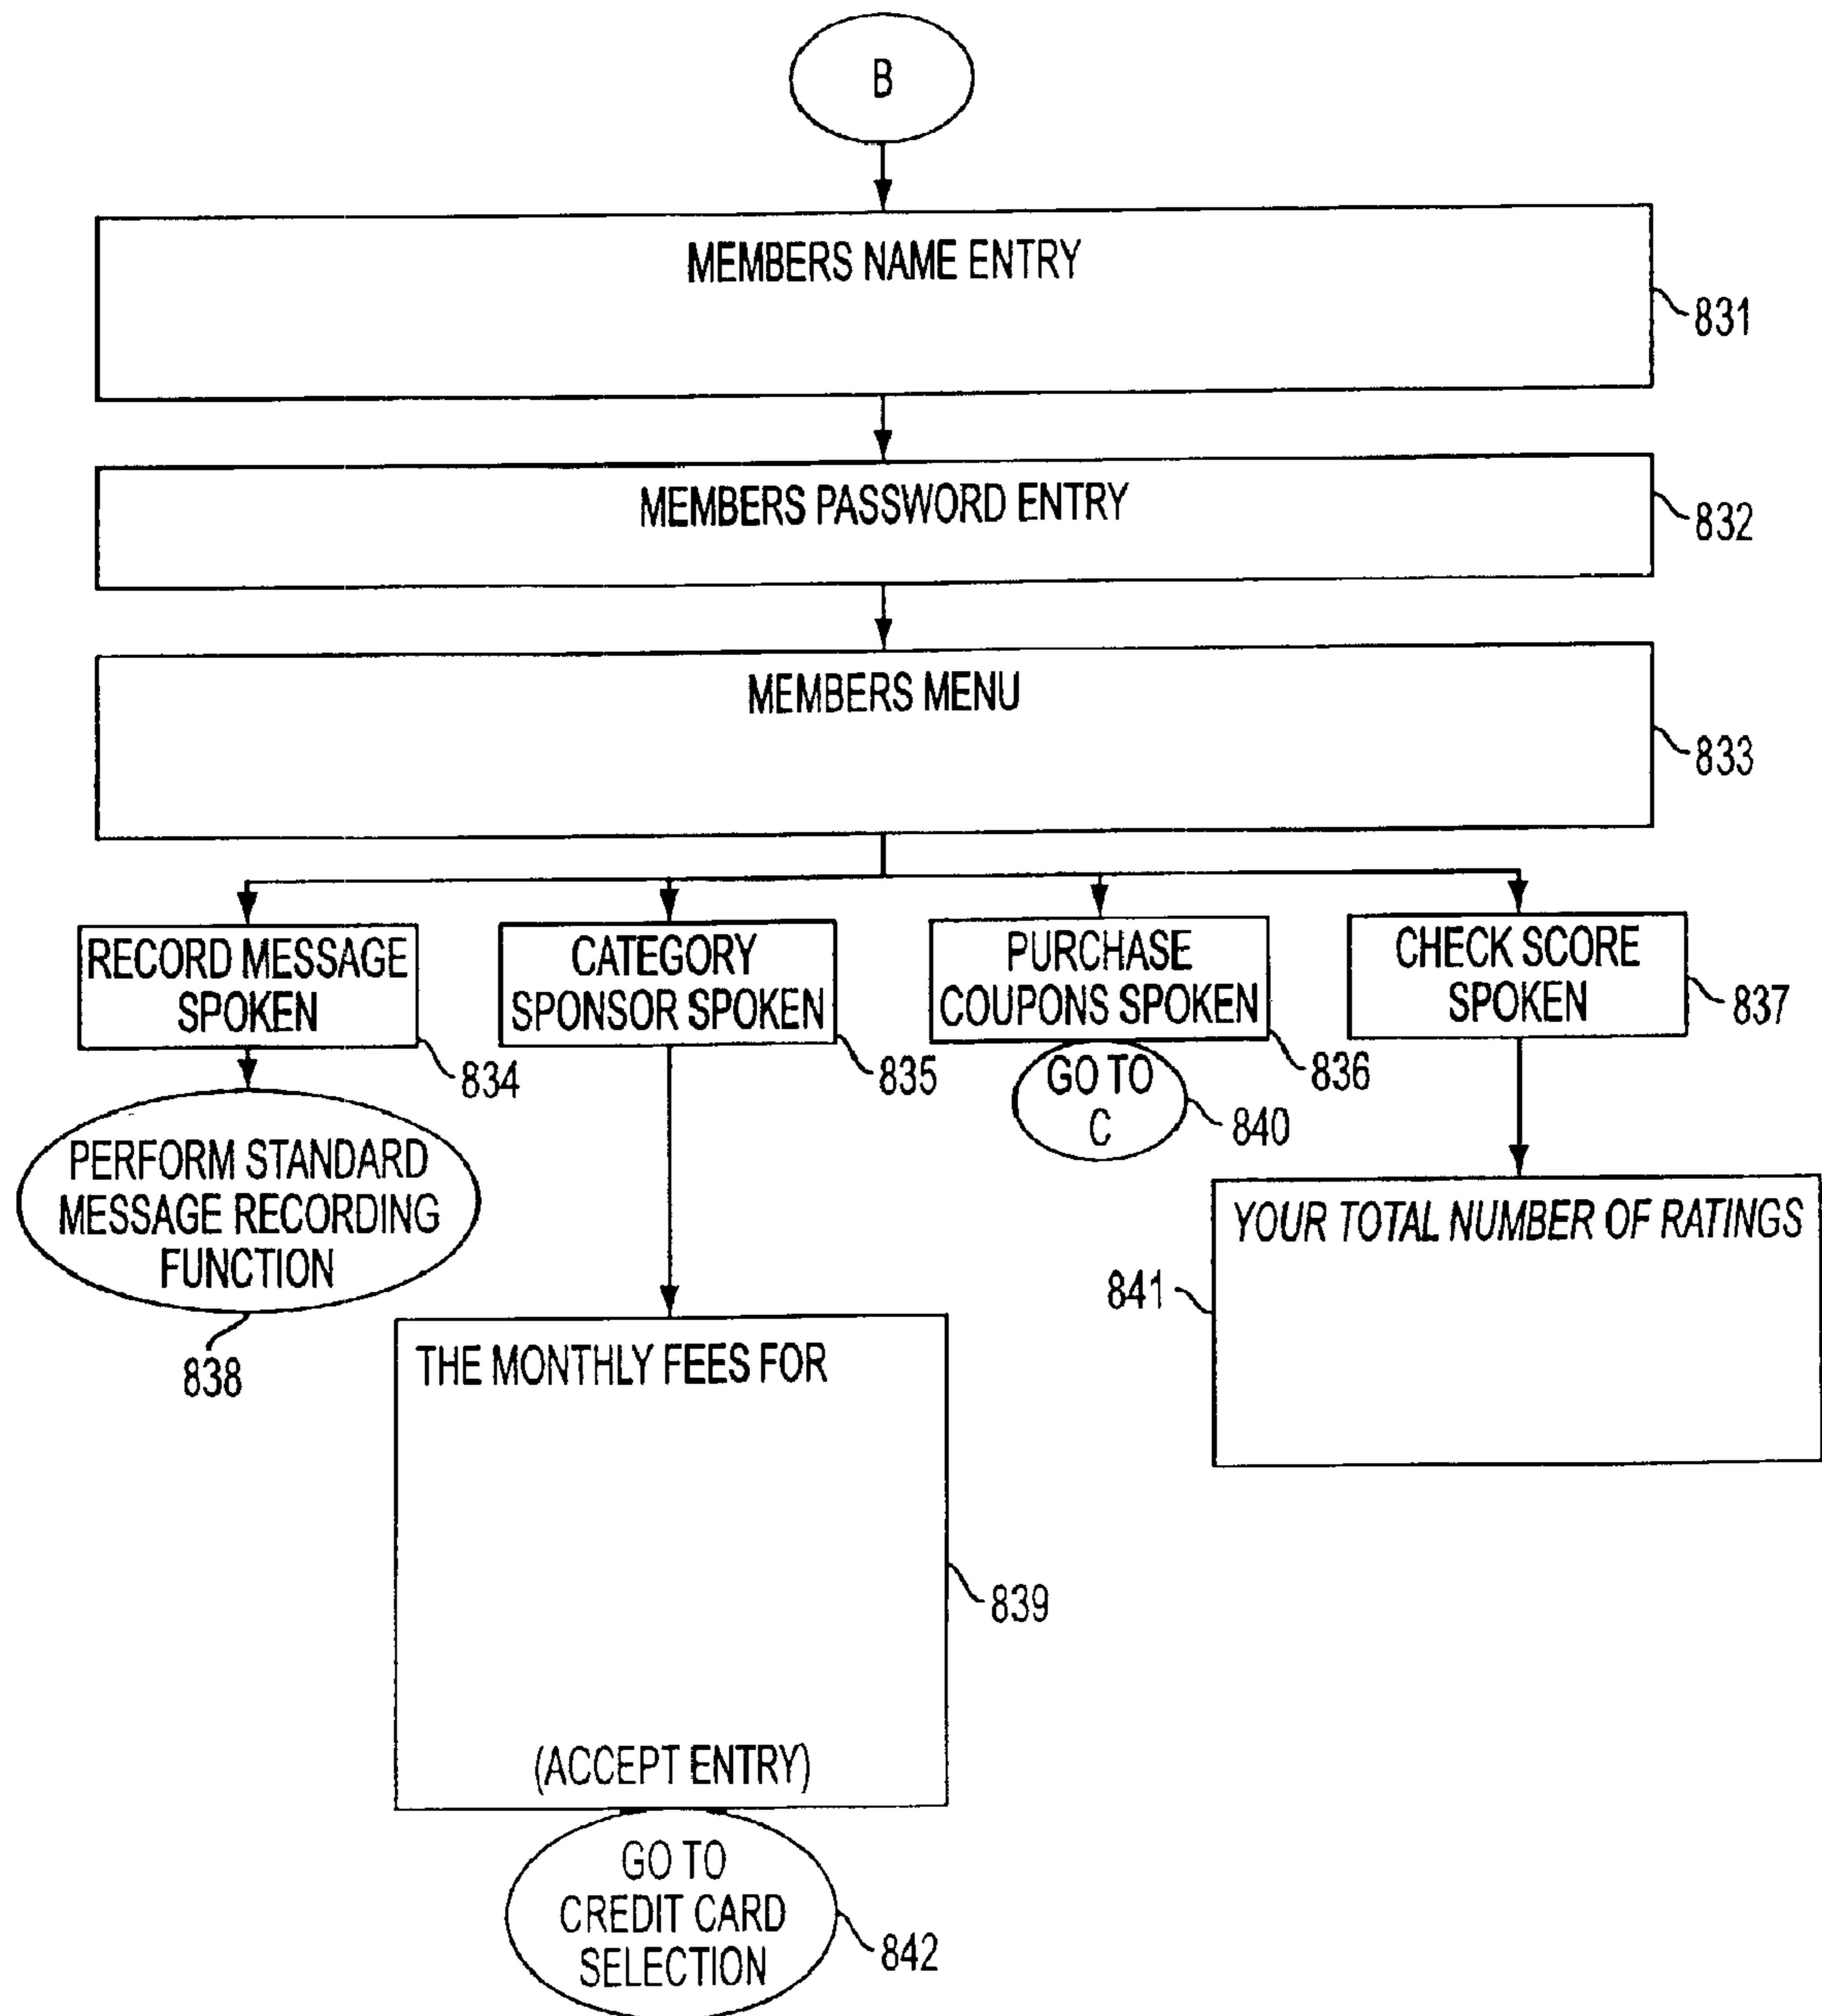 B
MEMBERS NAME ENTRY
831
MEMBERS PASSWORD ENTRY
832
MEMBERS MENU
833
RECORD MESSAGE
SPOKEN
834
CATEGORY
SPONSOR SPOKEN
835
PURCHASE
COUPONS SPOKEN
836
CHECK SCORE
SPOKEN
837
PERFORM STANDARD
MESSAGE RECORDING
FUNCTION
838
GO TO
C
840
YOUR TOTAL NUMBER OF RATINGS
841
THE MONTHLY FEES FOR
(ACCEPT ENTRY)
839
GO TO
CREDIT CARD
SELECTION
842